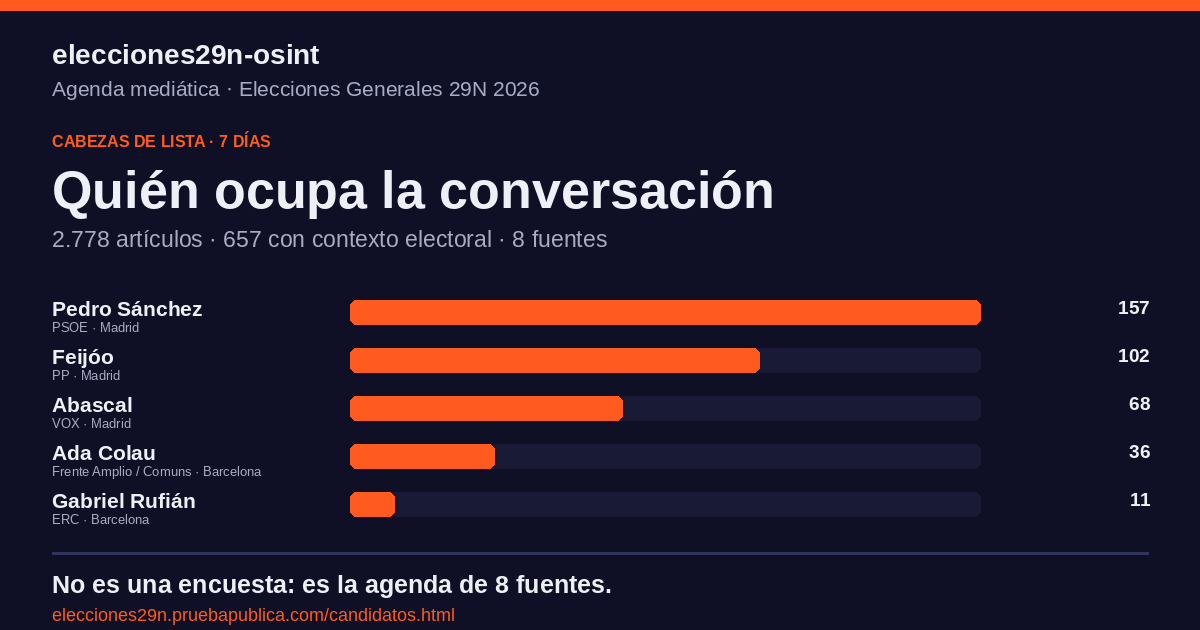 elecciones29n-osint
Agenda mediática · Elecciones Generales 29N 2026
CABEZAS DE LISTA · 7 DÍAS
Quién ocupa la conversación
2.778 artículos · 657 con contexto electoral · 8 fuentes
Pedro Sánchez
PSOE · Madrid
157
Feijóo
PP · Madrid
102
Abascal
VOX · Madrid
68
Ada Colau
Frente Amplio / Comuns · Barcelona
36
Gabriel Rufián
ERC · Barcelona
11
No es una encuesta: es la agenda de 8 fuentes.
elecciones29n.pruebapublica.com/candidatos.html